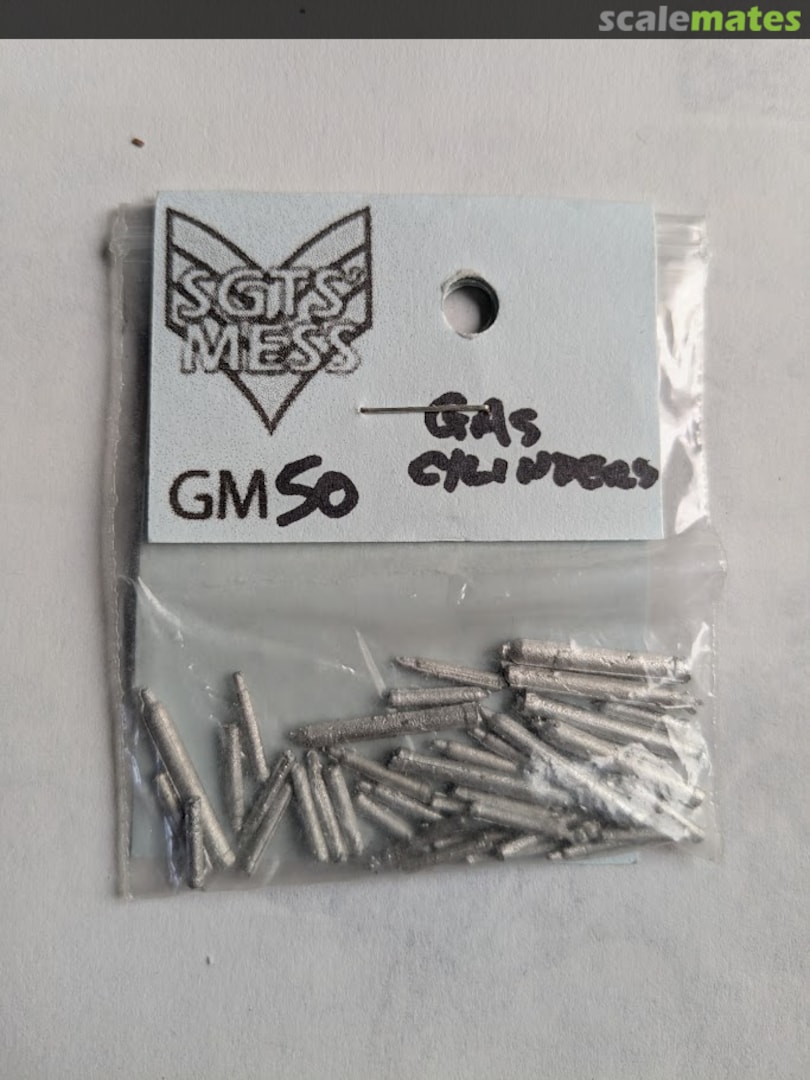 scalemates
SGTS'
MESS
GAS
CYLINDERS
GM50